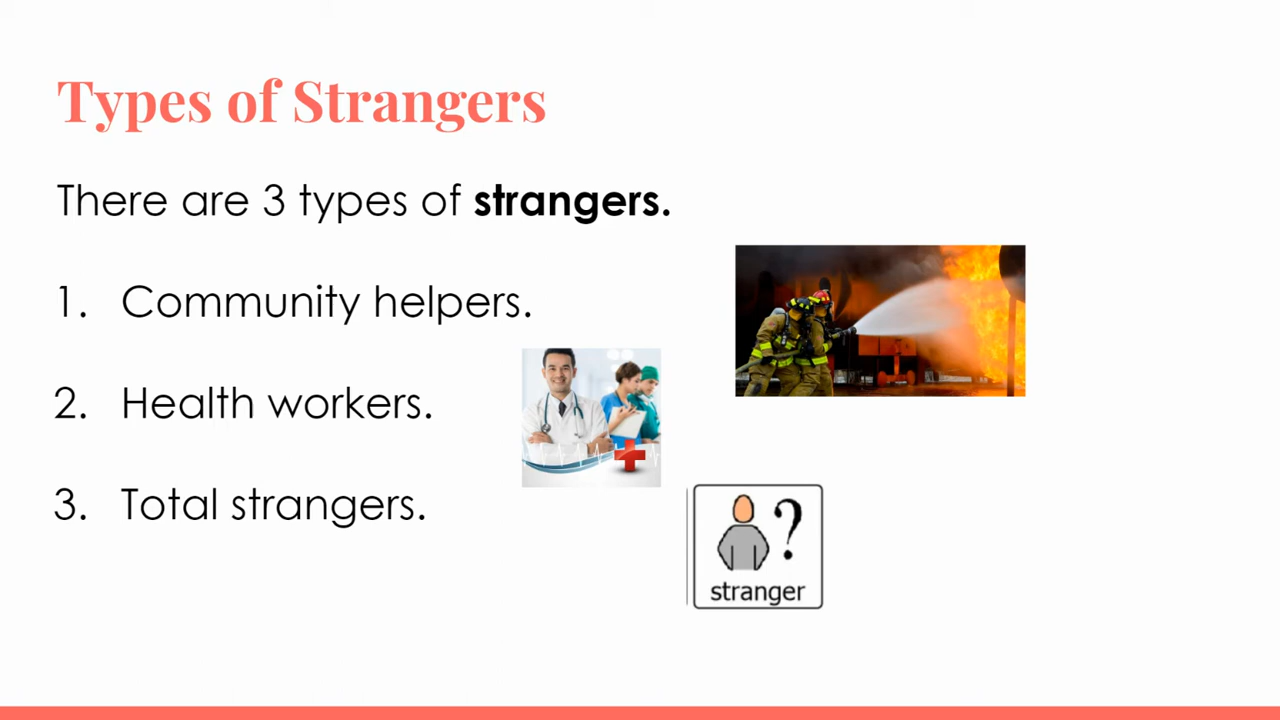 Types of Strangers
There are 3 types of strangers.
1. Community helpers.
2. Health workers.
3. Total strangers.
?
stranger